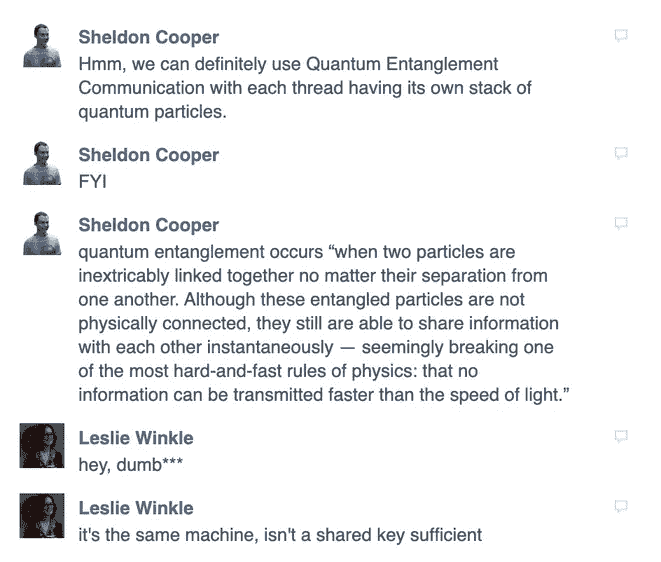 Sheldon Cooper
Hmm, we can definitely use Quantum Entanglement
Communication with each thread having its own stack of
quantum particles.
Sheldon Cooper
FYI
Sheldon Cooper
quantum entanglement occurs “when two particles are
inextricably linked together no matter their separation from
one another. Although these entangled particles are not
physically connected, they still are able to share information
with each other instantaneously — seemingly breaking one
of the most hard-and-fast rules of physics: that no
information can be transmitted faster than the speed of light.”
Leslie Winkle
hey, dumb***
Leslie Winkle
it's the same machine, isn't a shared key sufficient